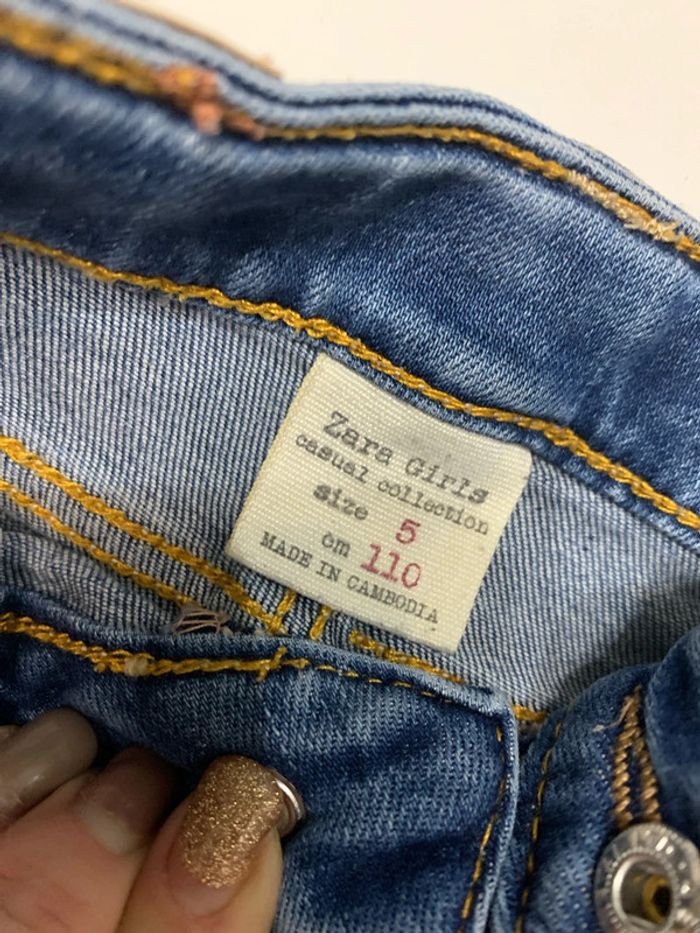 Zara Girls
casual collection
size 5
cm 110
MADE IN CAMBODIA